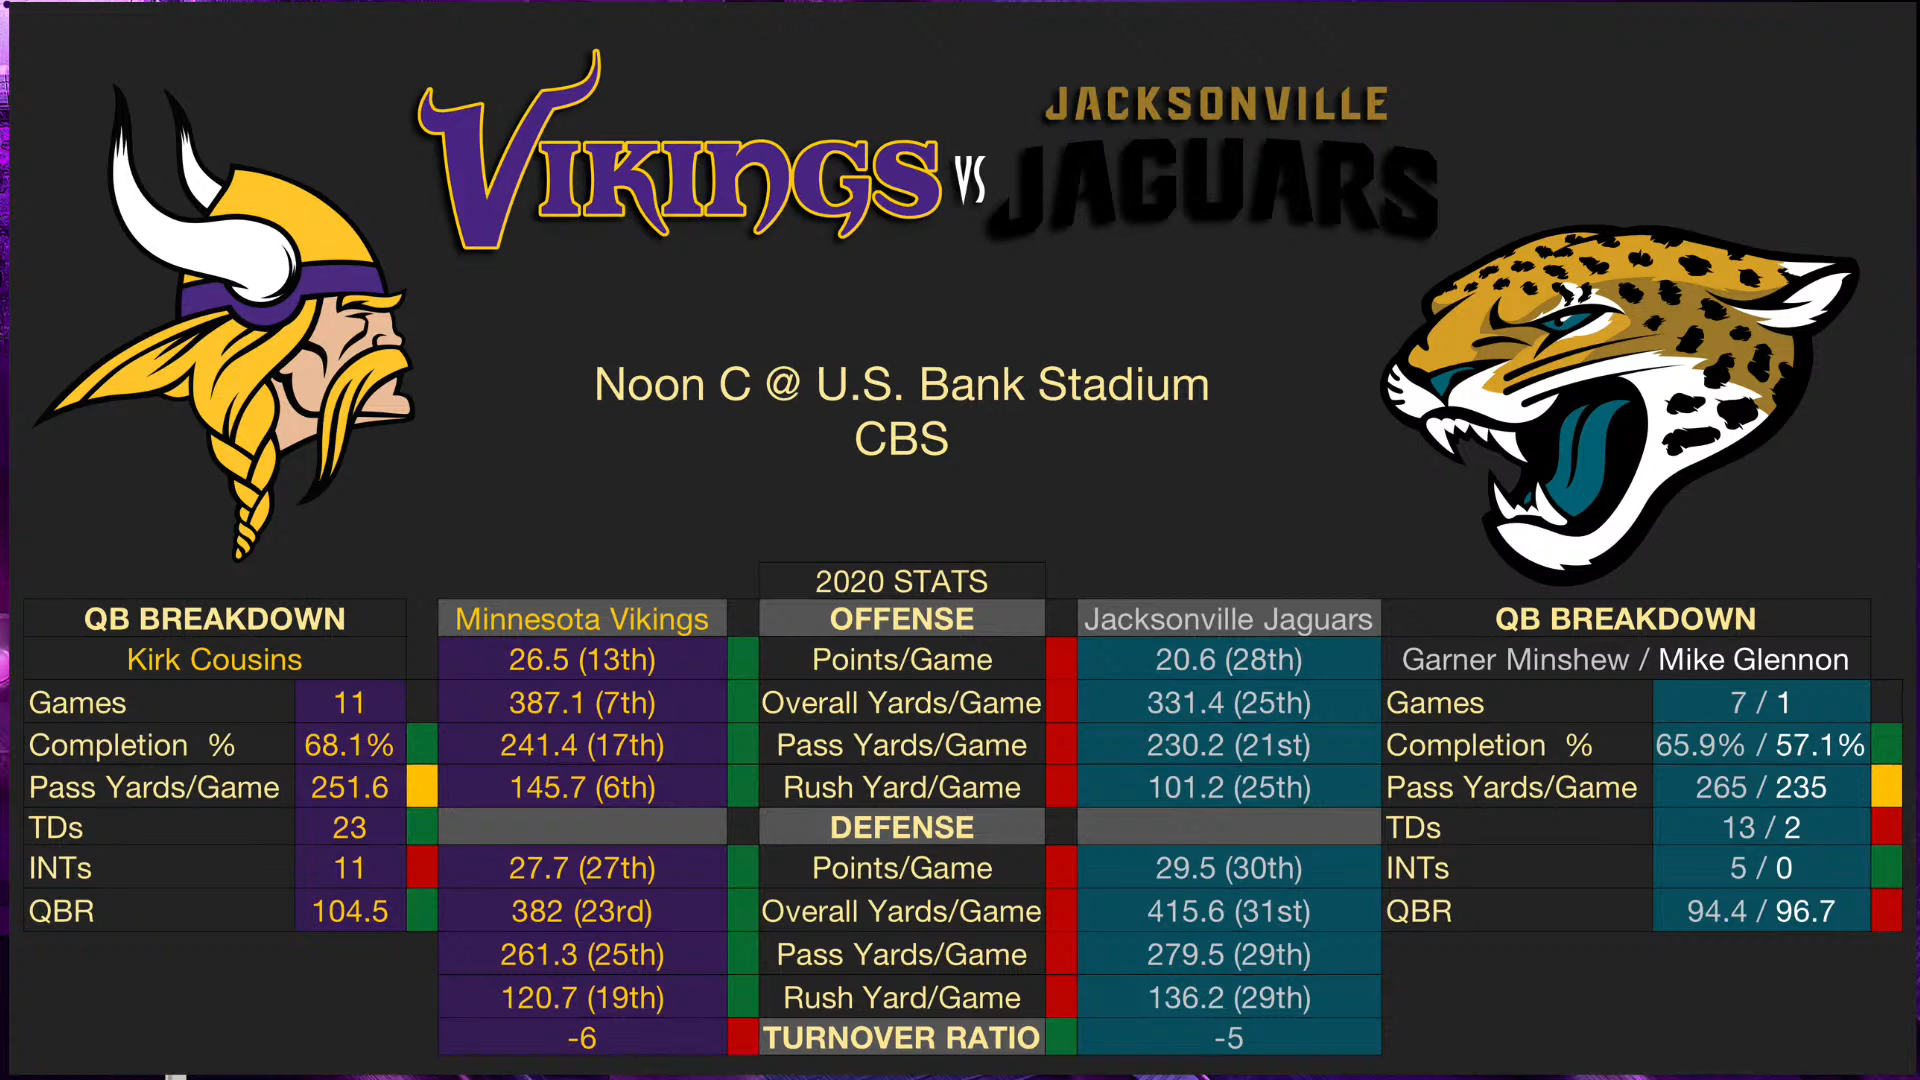 VIKINGS VS JACKSONVILLE JAGUARS
Noon C @ U.S. Bank Stadium
CBS
2020 STATS
QB BREAKDOWN Minnesota Vikings OFFENSE Jacksonville Jaguars QB BREAKDOWN
Kirk Cousins 26.5 (13th) Points/Game 20.6 (28th) Garner Minshew / Mike Glennon
Games 11 387.1 (7th) Overall Yards/Game 331.4 (25th) Games 7 / 1
Completion % 68.1% 241.4 (17th) Pass Yards/Game 230.2 (21st) Completion % 65.9% / 57.1%
Pass Yards/Game 251.6 145.7 (6th) Rush Yard/Game 101.2 (25th) Pass Yards/Game 265 / 235
TDs 23 DEFENSE TDs 13 / 2
INTs 11 27.7 (27th) Points/Game 29.5 (30th) INTs 5 / 0
QBR 104.5 382 (23rd) Overall Yards/Game 415.6 (31st) QBR 94.4 / 96.7
261.3 (25th) Pass Yards/Game 279.5 (29th)
120.7 (19th) Rush Yard/Game 136.2 (29th)
-6 TURNOVER RATIO -5